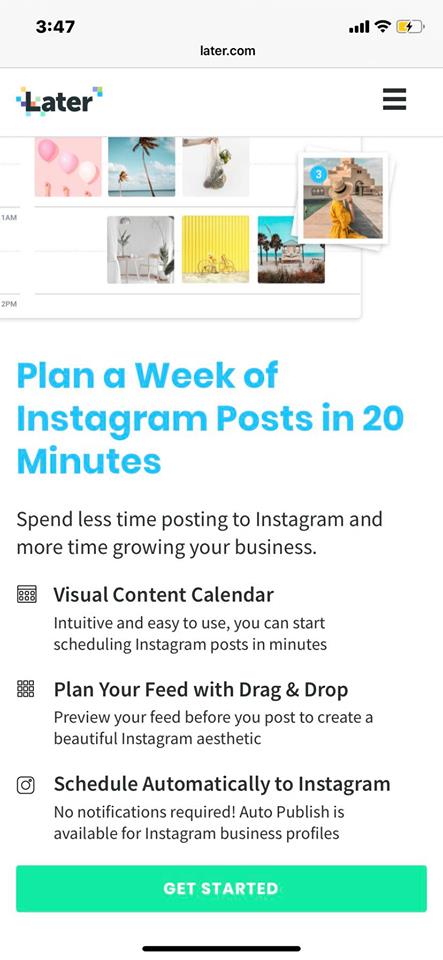 3:47
later.com
Later
3
1AM
2PM
Plan a Week of
Instagram Posts in 20
Minutes
Spend less time posting to Instagram and
more time growing your business.
Visual Content Calendar
Intuitive and easy to use, you can start
scheduling Instagram posts in minutes
Plan Your Feed with Drag & Drop
Preview your feed before you post to create a
beautiful Instagram aesthetic
Schedule Automatically to Instagram
No notifications required! Auto Publish is
available for Instagram business profiles
GET STARTED